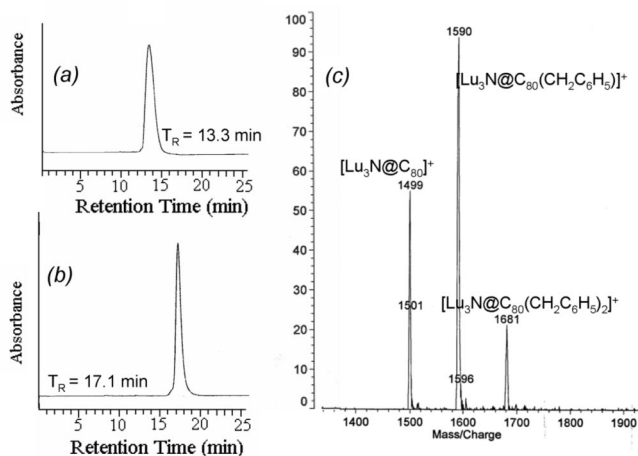 (a)
Absorbance
T_R = 13.3 min
5 10 15 20 25
Retention Time (min)
(b)
Absorbance
T_R = 17.1 min
5 10 15 20 25
Retention Time (min)
(c)
100
90
80
70
60
50
40
30
20
10
0
1590
[Lu₃N@C₈₀(CH₂C₆H₅)]⁺
[Lu₃N@C₈₀]⁺
1499
1501
[Lu₃N@C₈₀(CH₂C₆H₅)₂]⁺
1681
1596
1400 1500 1600 1700 1800 1900
Mass/Charge